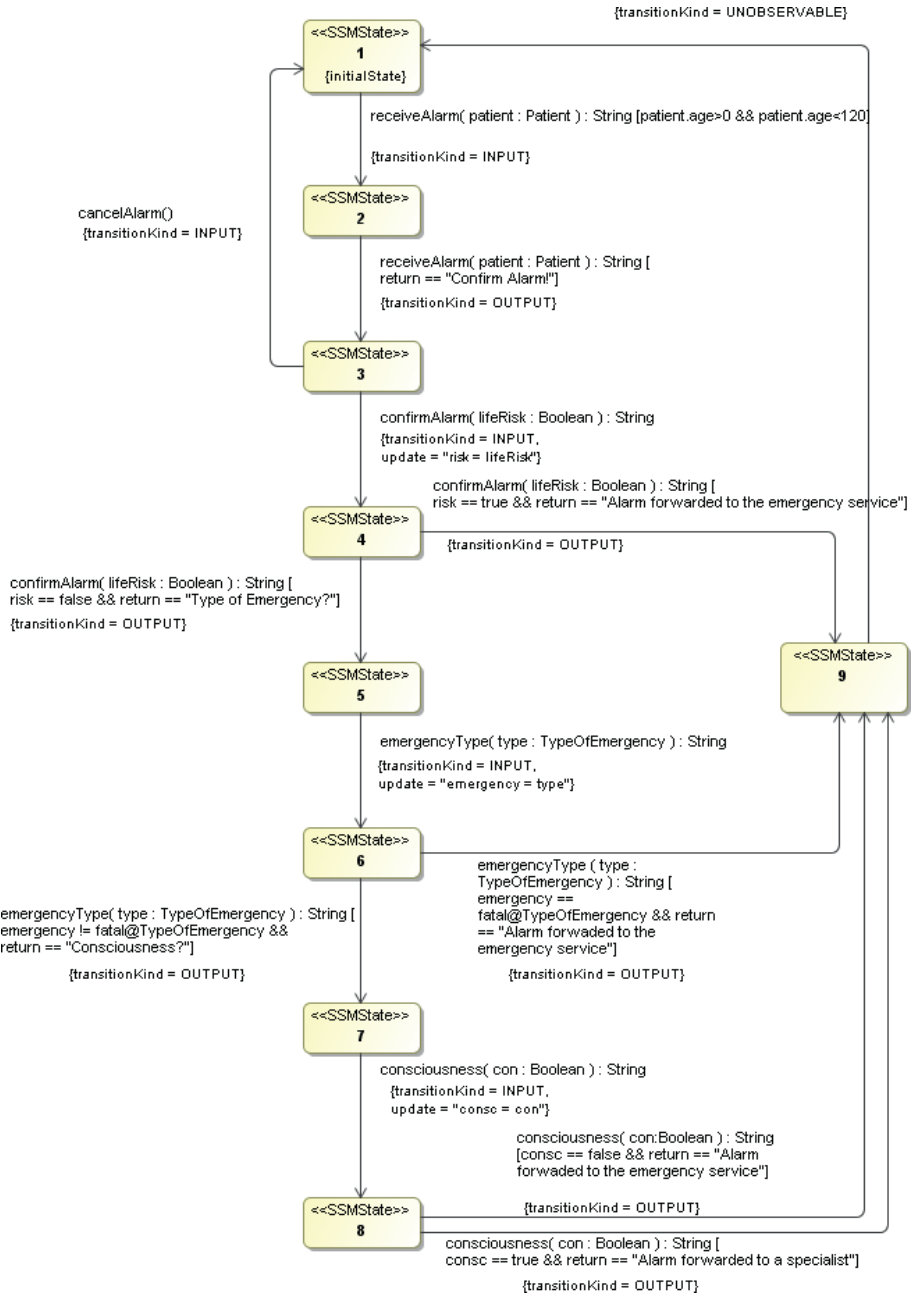 {transitionKind = UNOBSERVABLE}
<<SSMState>>
1
{initialState}
receiveAlarm( patient : Patient ) : String [patient.age>0 && patient.age<120]
{transitionKind = INPUT}
<<SSMState>>
2
cancelAlarm()
{transitionKind = INPUT}
receiveAlarm( patient : Patient ) : String [
return == "Confirm Alarm!"]
{transitionKind = OUTPUT}
<<SSMState>>
3
confirmAlarm( lifeRisk : Boolean ) : String
{transitionKind = INPUT,
update = "risk = lifeRisk"}
confirmAlarm( lifeRisk : Boolean ) : String [
risk == true && return == "Alarm forwarded to the emergency service"]
{transitionKind = OUTPUT}
<<SSMState>>
4
confirmAlarm( lifeRisk : Boolean ) : String [
risk == false && return == "Type of Emergency?"]
{transitionKind = OUTPUT}
<<SSMState>>
9
<<SSMState>>
5
emergencyType( type : TypeOfEmergency ) : String
{transitionKind = INPUT,
update = "emergency = type"}
<<SSMState>>
6
emergencyType ( type :
TypeOfEmergency ) : String [
emergency ==
fatal@TypeOfEmergency && return
== "Alarm forwaded to the
emergency service"]
{transitionKind = OUTPUT}
emergencyType( type : TypeOfEmergency ) : String [
emergency != fatal@TypeOfEmergency &&
return == "Consciousness?"]
{transitionKind = OUTPUT}
<<SSMState>>
7
consciousness( con : Boolean ) : String
{transitionKind = INPUT,
update = "consc = con"}
consciousness( con:Boolean ) : String
[consc == false && return == "Alarm
forwaded to the emergency service"]
{transitionKind = OUTPUT}
<<SSMState>>
8
consciousness( con : Boolean ) : String [
consc == true && return == "Alarm forwarded to a specialist"]
{transitionKind = OUTPUT}